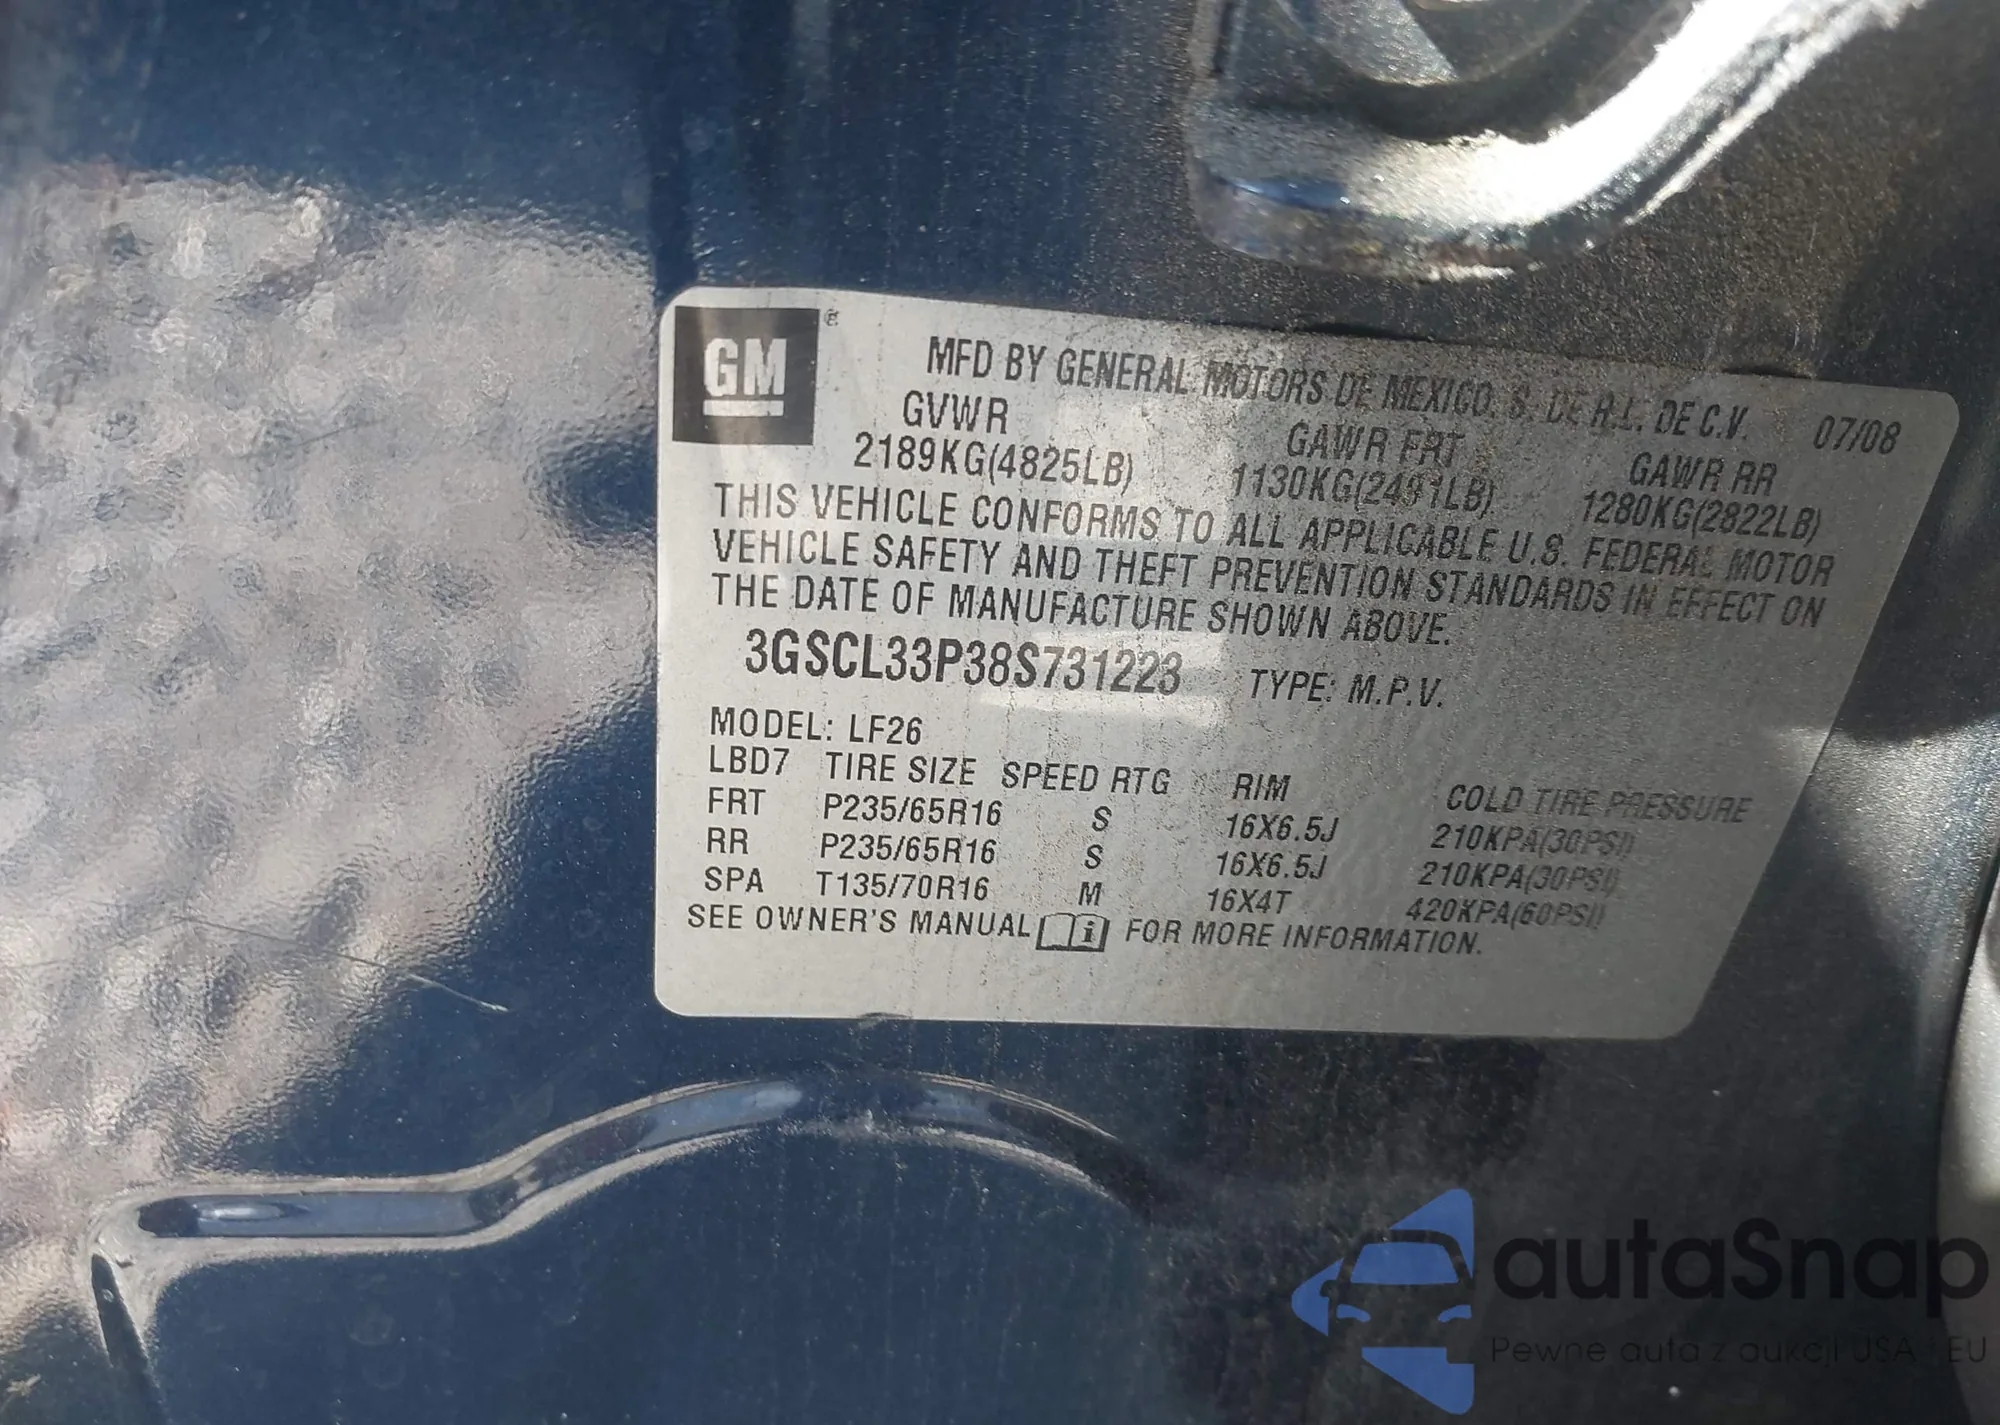 GM
MFD BY GENERAL MOTORS DE MEXICO, S. DE R.L. DE C.V. 07/08
GVWR GAWR FRT GAWR RR
2189KG(4825LB) 1130KG(2491LB) 1280KG(2822LB)
THIS VEHICLE CONFORMS TO ALL APPLICABLE U.S. FEDERAL MOTOR
VEHICLE SAFETY AND THEFT PREVENTION STANDARDS IN EFFECT ON
THE DATE OF MANUFACTURE SHOWN ABOVE.
3GSCL33P38S731223 TYPE: M.P.V.
MODEL: LF26
LBD7 TIRE SIZE SPEED RTG RIM COLD TIRE PRESSURE
FRT P235/65R16 S 16X6.5J 210KPA(30PSI)
RR P235/65R16 S 16X6.5J 210KPA(30PSI)
SPA T135/70R16 M 16X4T 420KPA(60PSI)
SEE OWNER'S MANUAL i FOR MORE INFORMATION.
autaSnap
Pewne auta z aukcji USA i EU